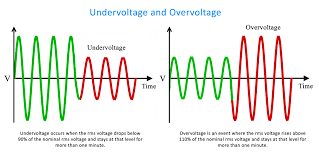 Undervoltage and Overvoltage
Overvoltage
Undervoltage
V
Time
V
Time
Undervoltage occurs when the rms voltage drops below
90% of the nominal rms voltage and stays at that level for
more than one minute.
Overvoltage is an event where the rms voltage rises above
110% of the nominal rms voltage and stays at that level for
more than one minute.